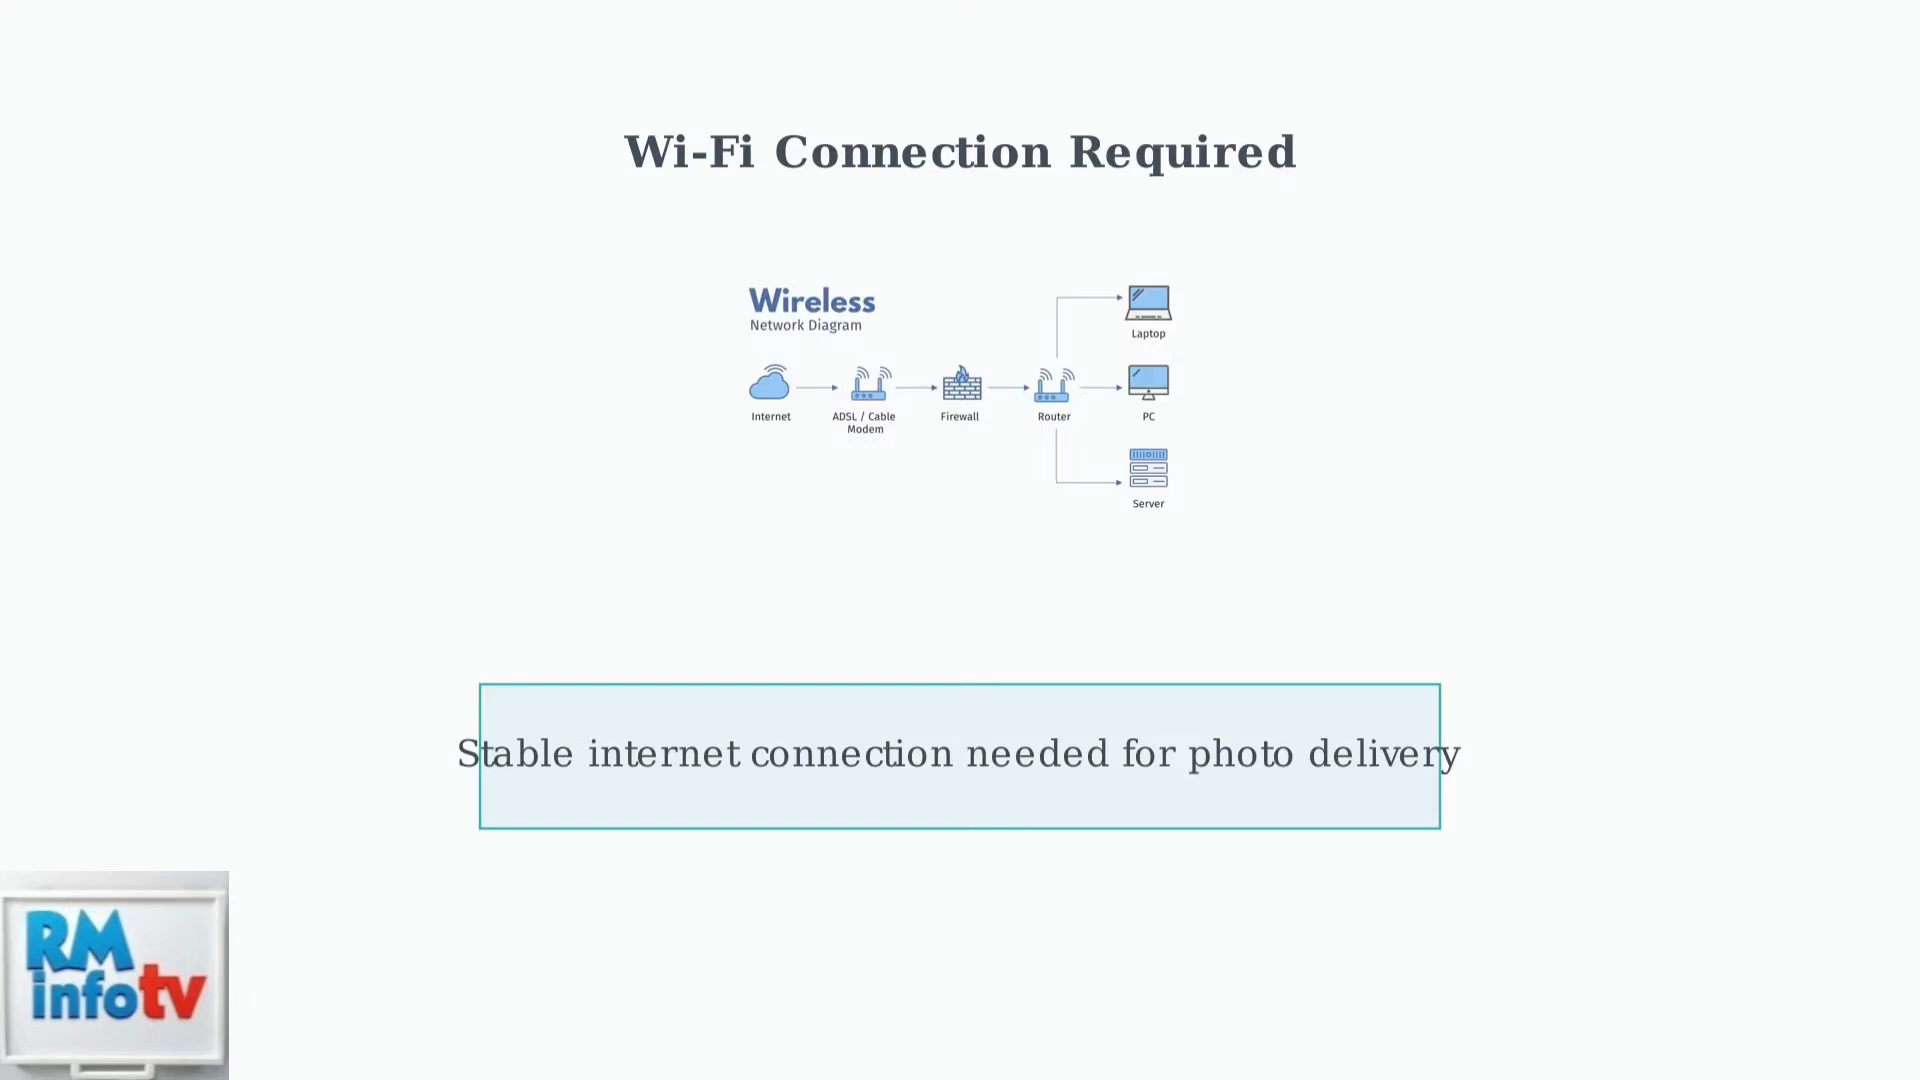 Wi-Fi Connection Required
Wireless
Network Diagram
Laptop
Internet
ADSL / Cable
Modem
Firewall
Router
PC
Server
Stable internet connection needed for photo delivery
RM
infotv